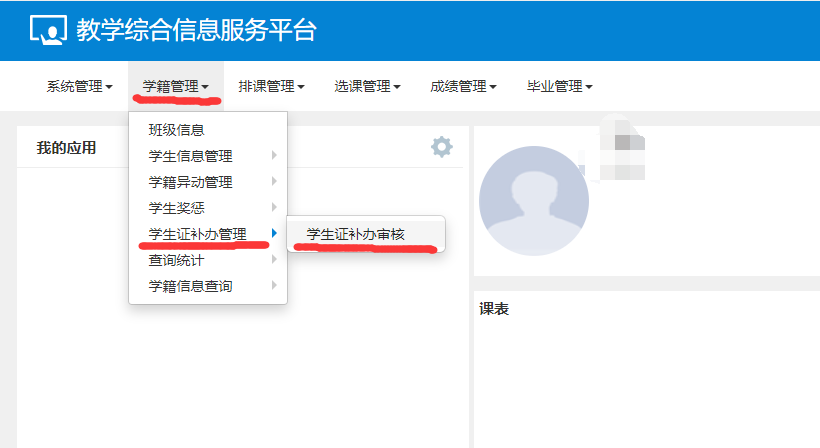 教学综合信息服务平台
系统管理 学籍管理 排课管理 选课管理 成绩管理 毕业管理
我的应用
班级信息
学生信息管理
学籍异动管理
学生奖惩
学生证补办管理
学生证补办审核
查询统计
学籍信息查询
课表